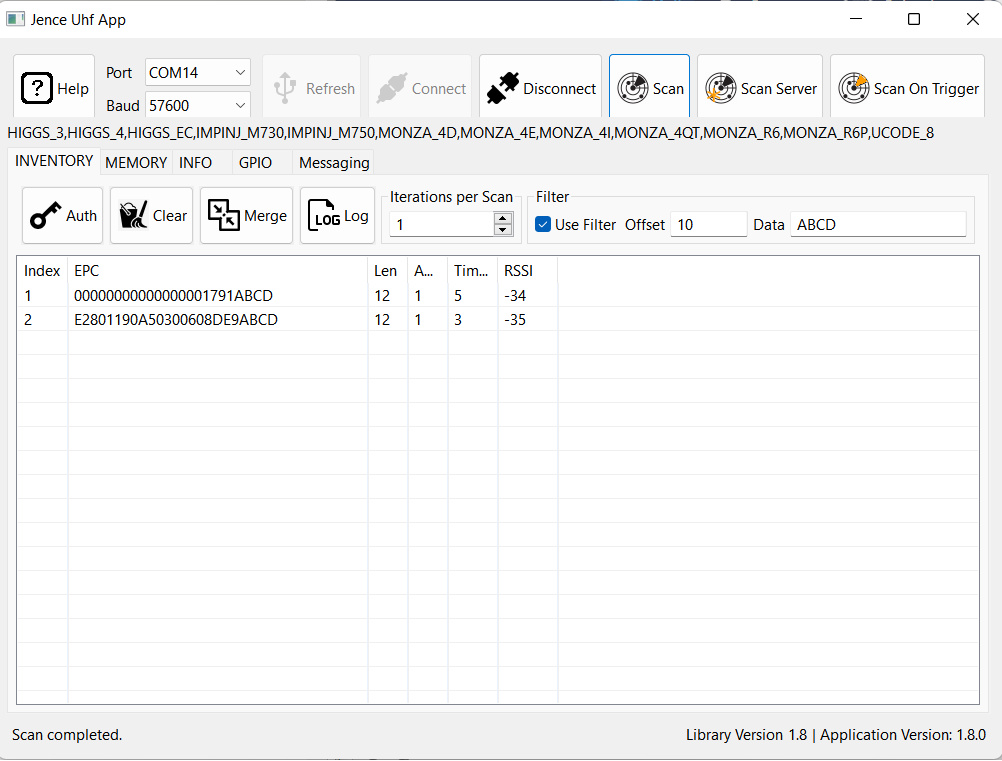 Jence Uhf App
? Help Port COM14 Refresh Connect Disconnect Scan Scan Server Scan On Trigger
Baud 57600
HIGGS_3,HIGGS_4,HIGGS_EC,IMPINJ_M730,IMPINJ_M750,MONZA_4D,MONZA_4E,MONZA_4I,MONZA_4QT,MONZA_R6,MONZA_R6P,UCODE_8
INVENTORY MEMORY INFO GPIO Messaging
Auth Clear Merge LOG Log
Iterations per Scan
1
Filter
Use Filter Offset 10 Data ABCD
Index EPC Len A... Tim... RSSI
1 00000000000000001791ABCD 12 1 5 -34
2 E2801190A50300608DE9ABCD 12 1 3 -35
Scan completed. Library Version 1.8 | Application Version: 1.8.0